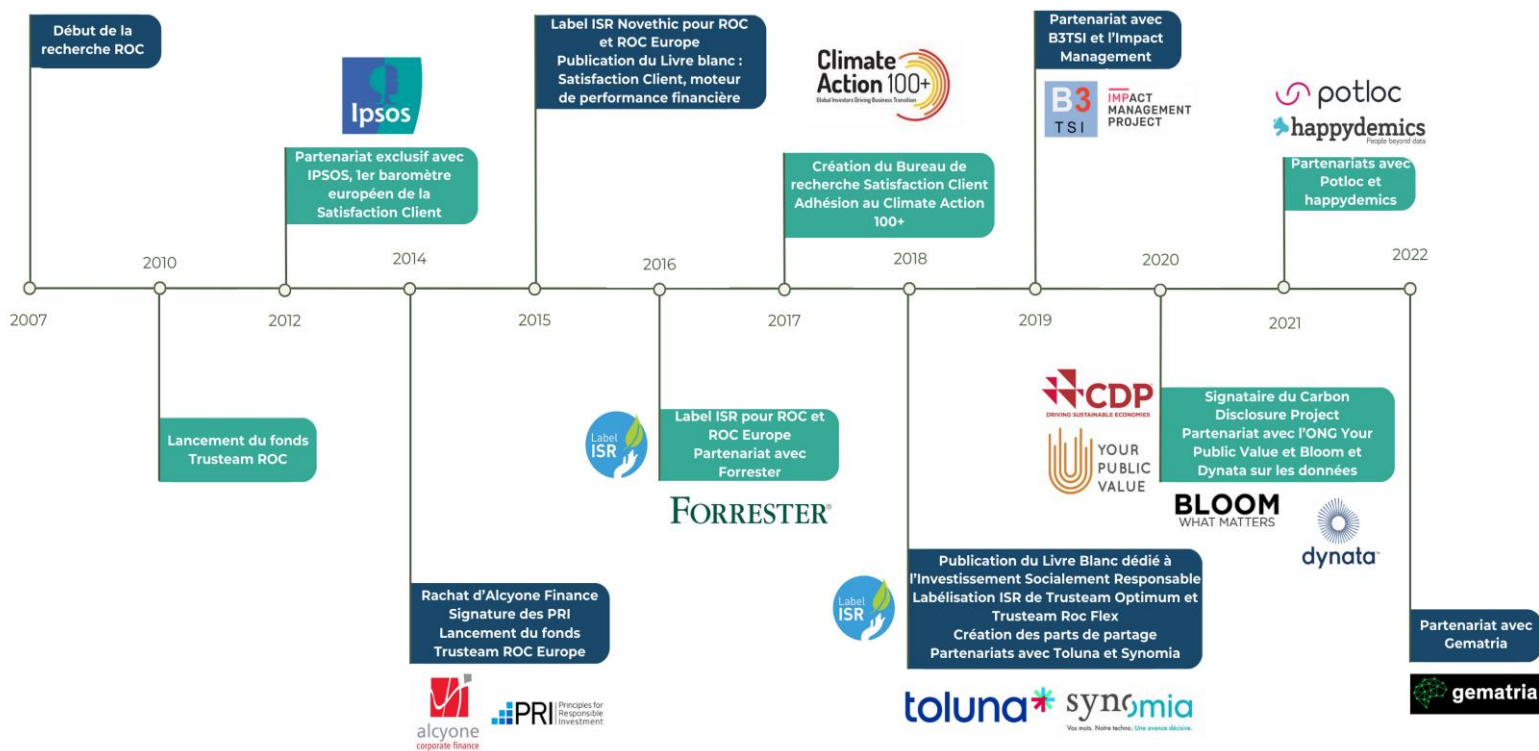 Début de la
recherche ROC
2007
2010
Lancement du fonds
Trusteam ROC
Ipsos
Partenariat exclusif avec
IPSOS, 1er baromètre
européen de la
Satisfaction Client
2012
2014
Rachat d'Alcyone Finance
Signature des PRI
Lancement du fonds
Trusteam ROC Europe
alcyone
corporate finance
PRI
Principles for
Responsible
Investment
Label ISR Novethic pour ROC
et ROC Europe
Publication du Livre blanc :
Satisfaction Client, moteur
de performance financière
2015
2016
Label
ISR
Label ISR pour ROC et
ROC Europe
Partenariat avec
Forrester
FORRESTER®
Climate
Action 100+
Global Investors Driving Business Transition
Création du Bureau de
recherche Satisfaction Client
Adhésion au Climate Action
100+
2017
2018
Label
ISR
Publication du Livre Blanc dédié à
l'Investissement Socialement Responsable
Labélisation ISR de Trusteam Optimum et
Trusteam Roc Flex
Création des parts de partage
Partenariats avec Toluna et Synomia
toluna
synomia
Vos mots. Notre techno. Une avance décisive.
Partenariat avec
B3TSI et l'Impact
Management
B3
TSI
IMPACT
MANAGEMENT
PROJECT
2019
2020
CDP
DRIVING SUSTAINABLE ECONOMIES
YOUR
PUBLIC
VALUE
Signataire du Carbon
Disclosure Project
Partenariat avec l'ONG Your
Public Value et Bloom et
Dynata sur les données
BLOOM
WHAT MATTERS
dynata™
potloc
happydemics
People beyond data
Partenariats avec
Potloc et
happydemics
2021
2022
Partenariat avec
Gematria
gematria